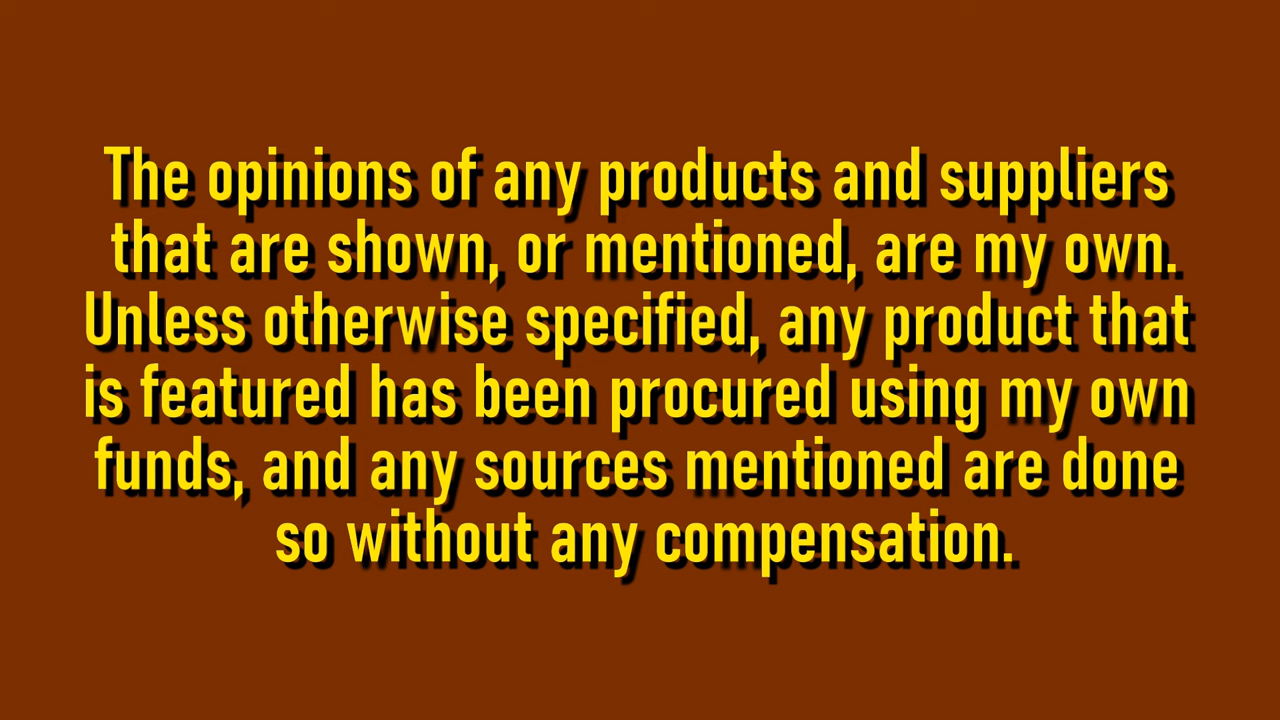 The opinions of any products and suppliers
that are shown, or mentioned, are my own.
Unless otherwise specified, any product that
is featured has been procured using my own
funds, and any sources mentioned are done
so without any compensation.